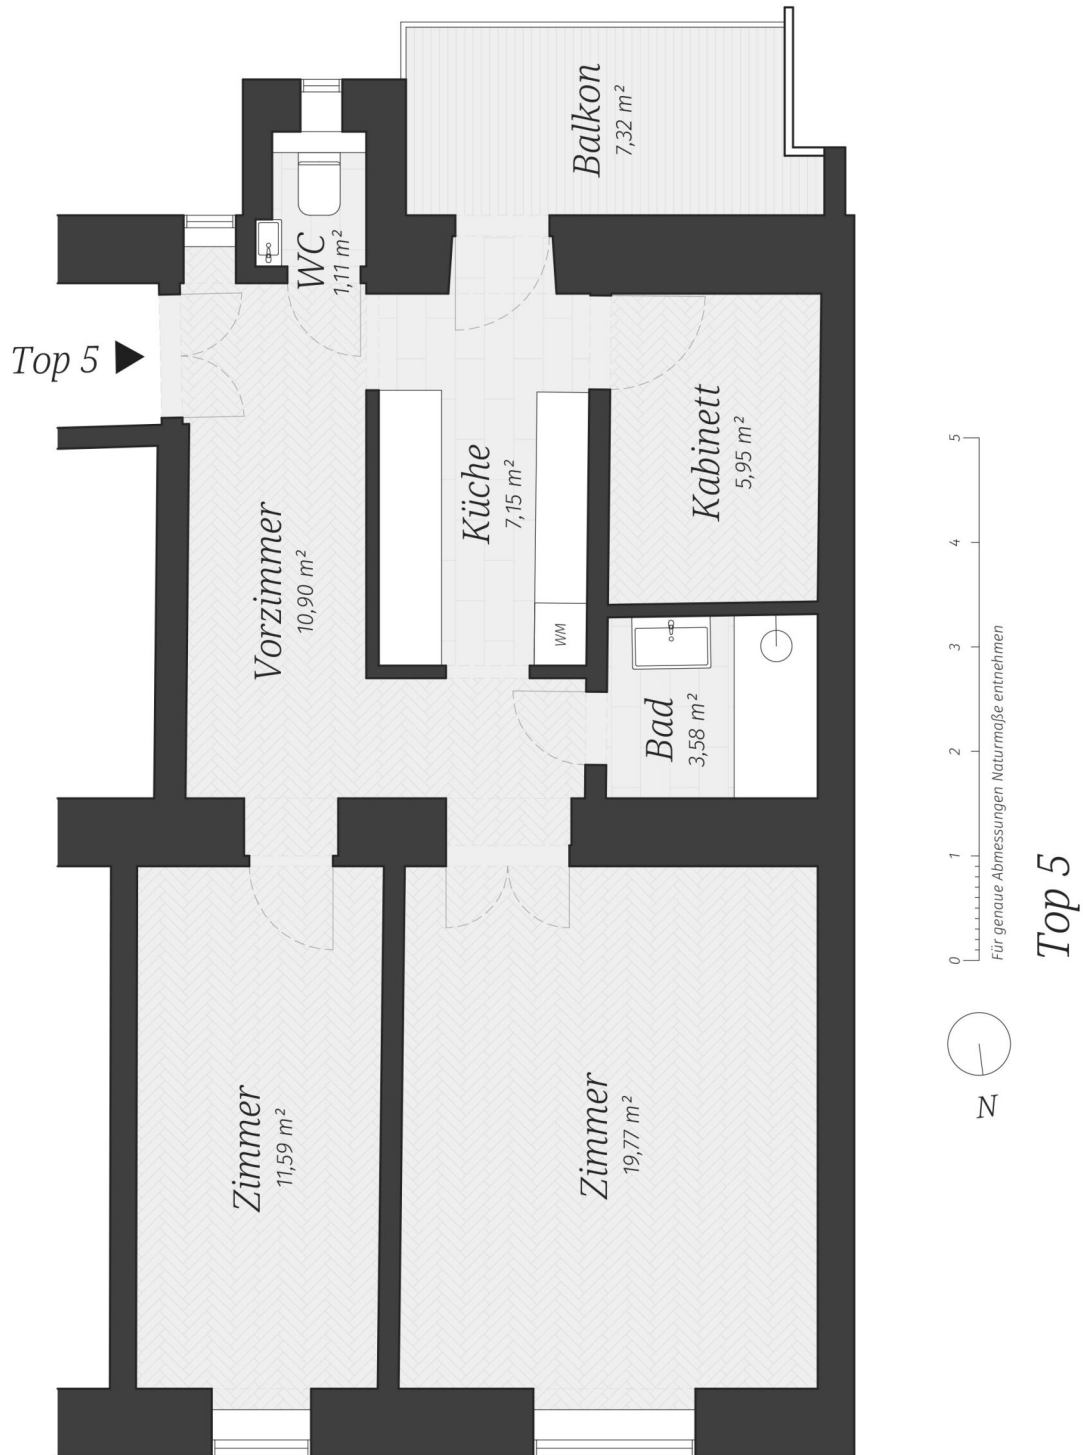 Balkon
7,32 m²
WC
1,11 m²
Top 5
Vorzimmer
10,90 m²
Küche
7,15 m²
WM
Kabinett
5,95 m²
Bad
3,58 m²
Zimmer
11,59 m²
Zimmer
19,77 m²
0 1 2 3 4 5
Für genaue Abmessungen Naturmaße entnehmen
N
Top 5